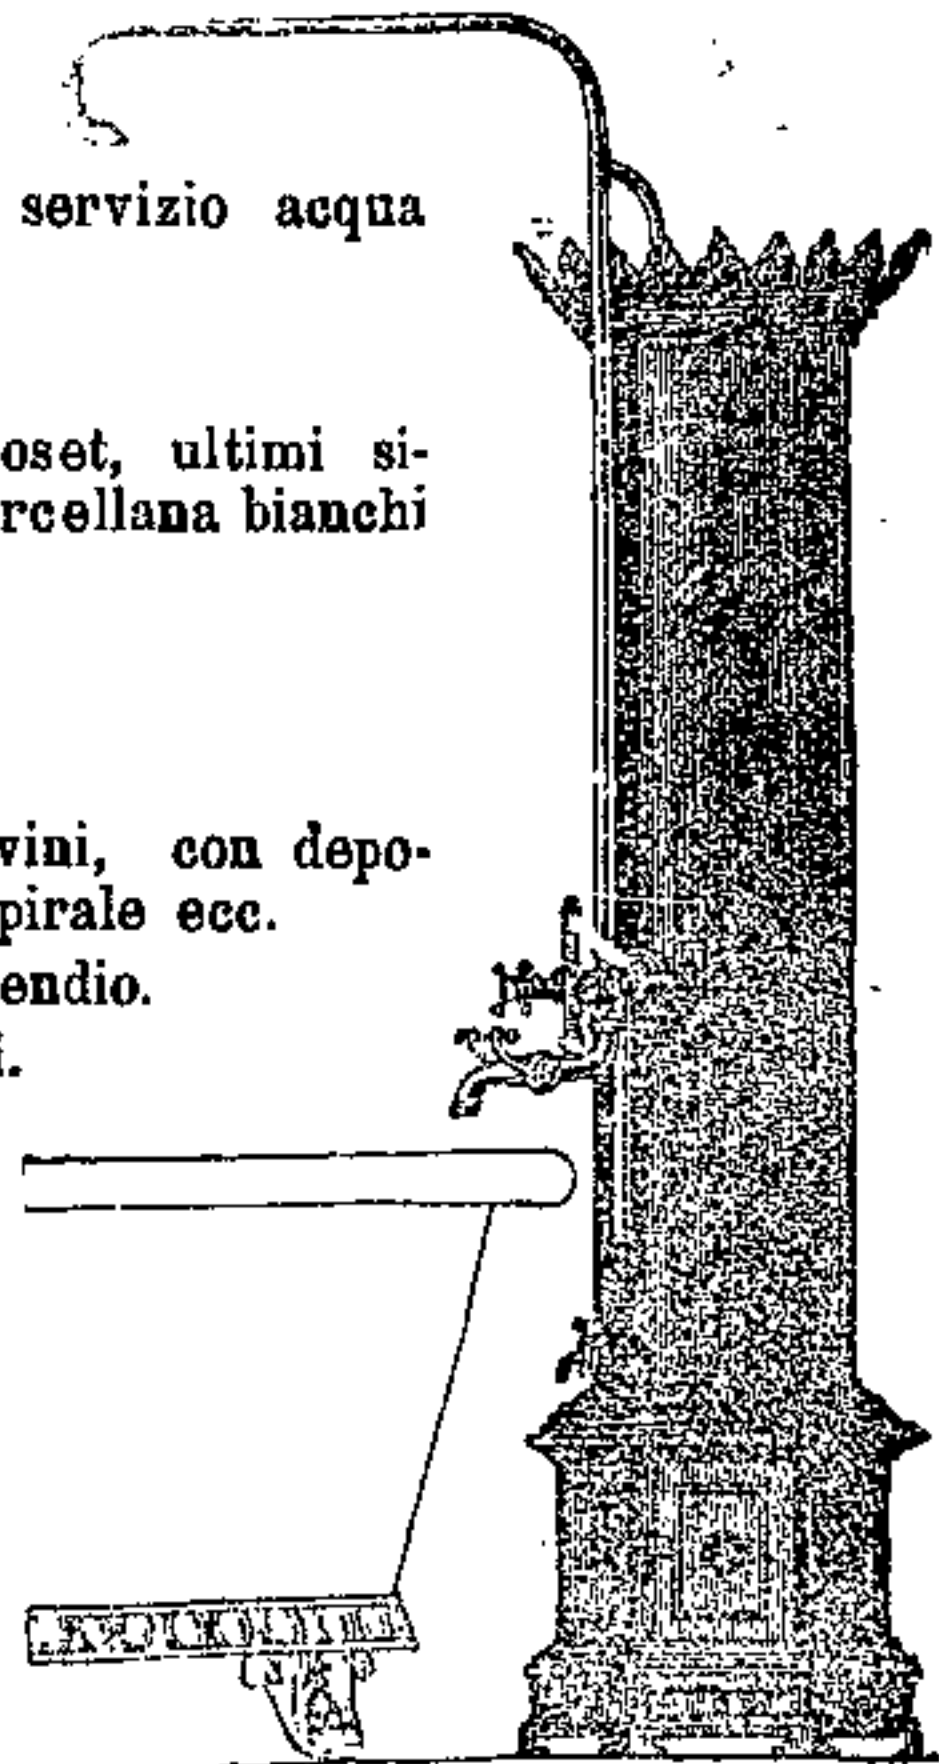 servizio acqua
oset, ultimi si-
rcellana bianchi
vini, con depo-
pirale ecc.
endio.
i.